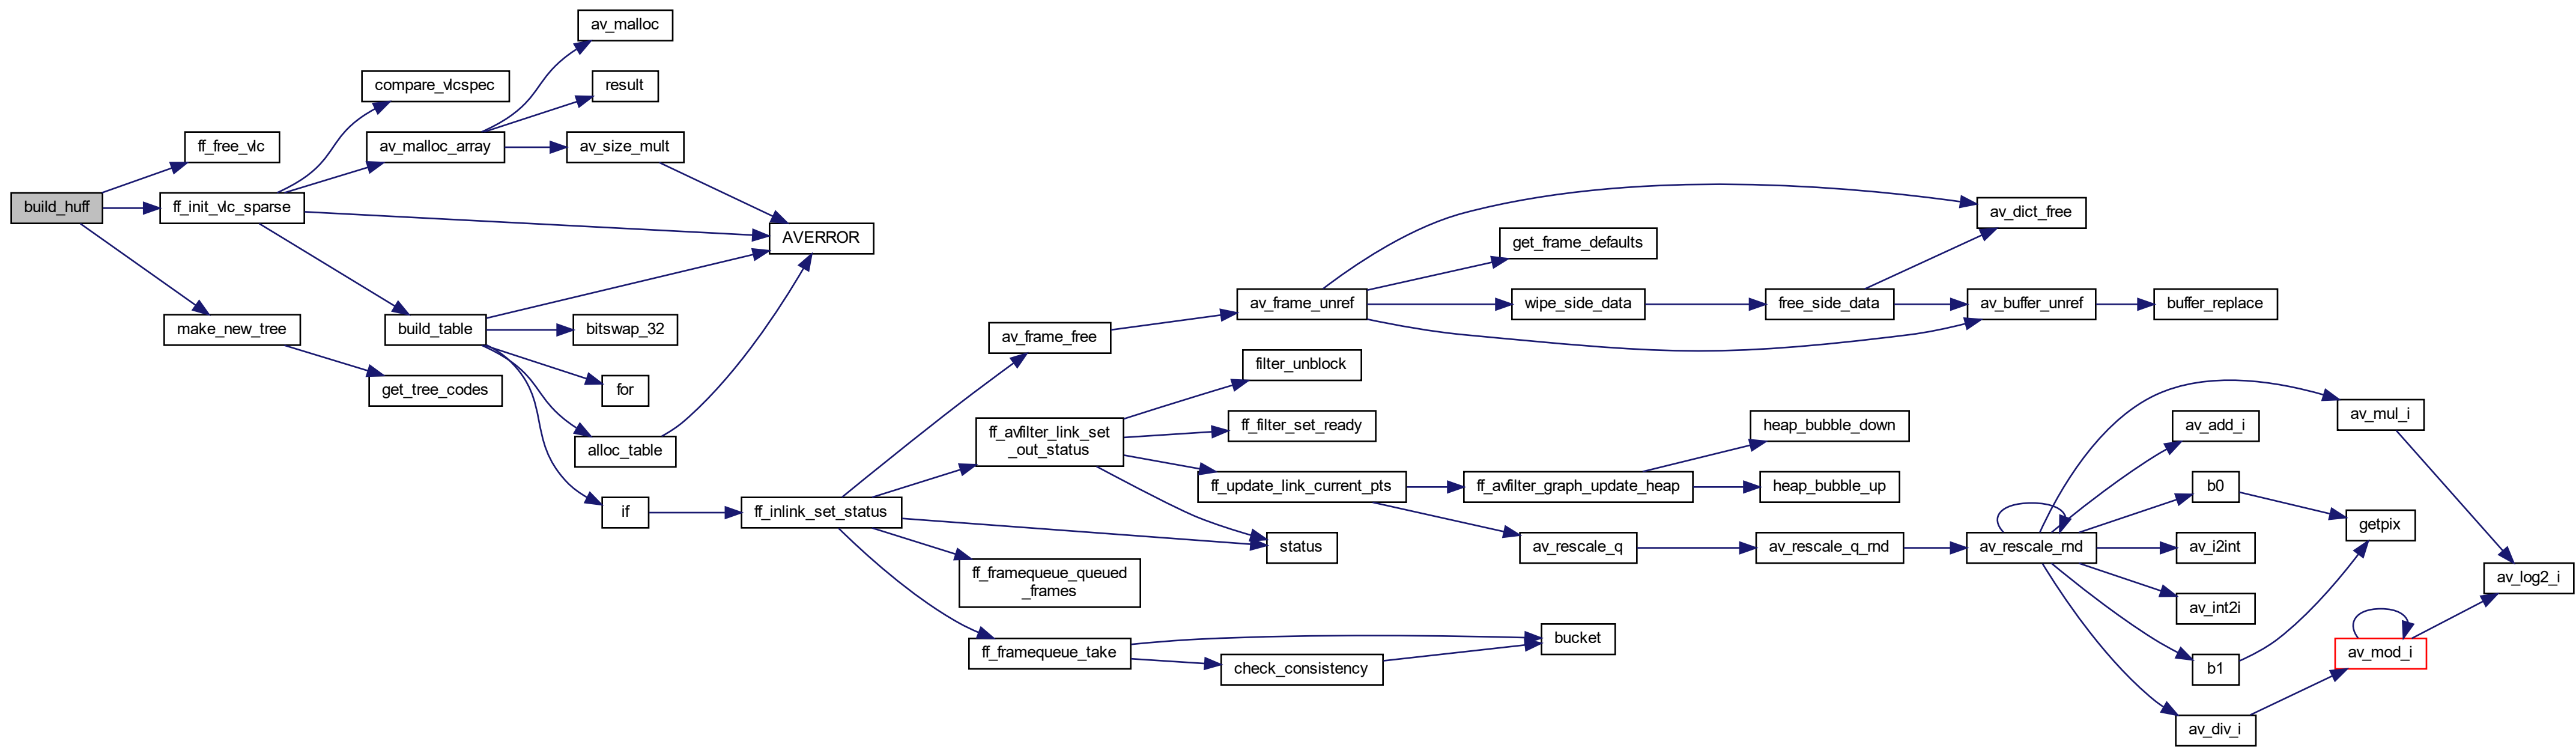 build_huff
ff_free_vlc
ff_init_vlc_sparse
make_new_tree
compare_vlcspec
av_malloc_array
build_table
get_tree_codes
av_malloc
result
av_size_mult
AVERROR
bitswap_32
for
alloc_table
if
ff_inlink_set_status
av_frame_free
ff_avfilter_link_set
_out_status
ff_framequeue_queued
_frames
ff_framequeue_take
av_frame_unref
filter_unblock
ff_filter_set_ready
ff_update_link_current_pts
status
check_consistency
get_frame_defaults
wipe_side_data
ff_avfilter_graph_update_heap
av_rescale_q
bucket
free_side_data
heap_bubble_down
heap_bubble_up
av_rescale_q_rnd
av_dict_free
av_buffer_unref
av_rescale_rnd
buffer_replace
av_add_i
b0
av_i2int
av_int2i
b1
av_div_i
av_mul_i
getpix
av_mod_i
av_log2_i